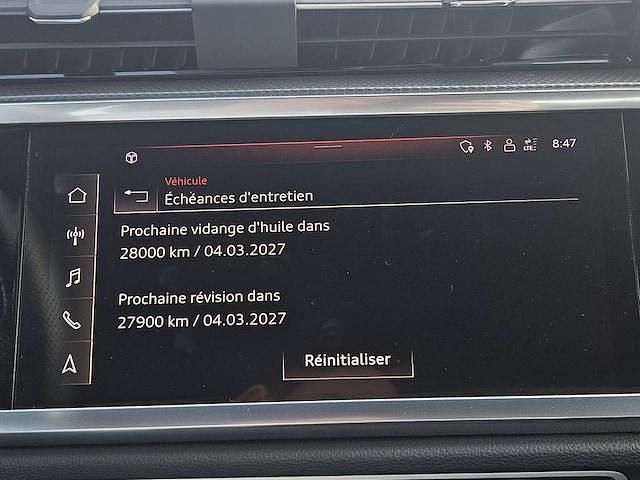 LTE
8:47
Véhicule
Échéances d'entretien
Prochaine vidange d'huile dans
28000 km / 04.03.2027
Prochaine révision dans
27900 km / 04.03.2027
Réinitialiser